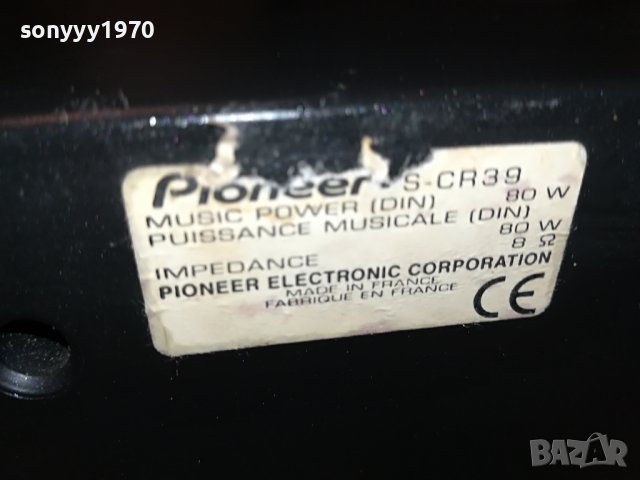 sonyyy1970
Pioneer S-CR39
MUSIC POWER (DIN) 80 W
PUISSANCE MUSICALE (DIN) 80 W
IMPEDANCE 8 Ω
PIONEER ELECTRONIC CORPORATION
MADE IN FRANCE
FABRIQUE EN FRANCE
CE
BAZAR